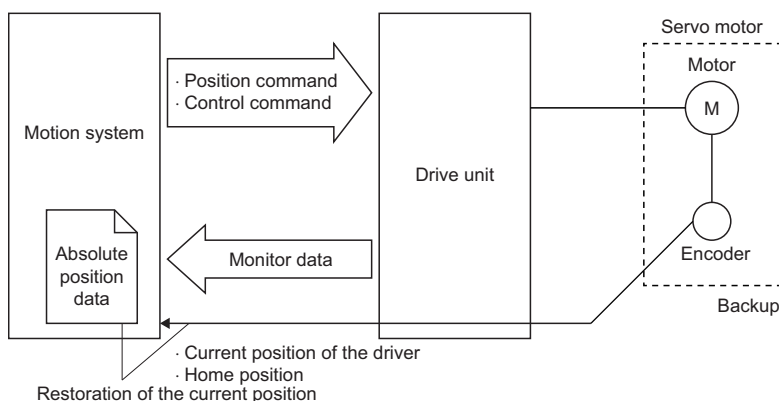 Servo motor
Motor
M
· Position command
· Control command
Motion system
Drive unit
Absolute
position
data
Monitor data
Encoder
Backup
· Current position of the driver
· Home position
Restoration of the current position